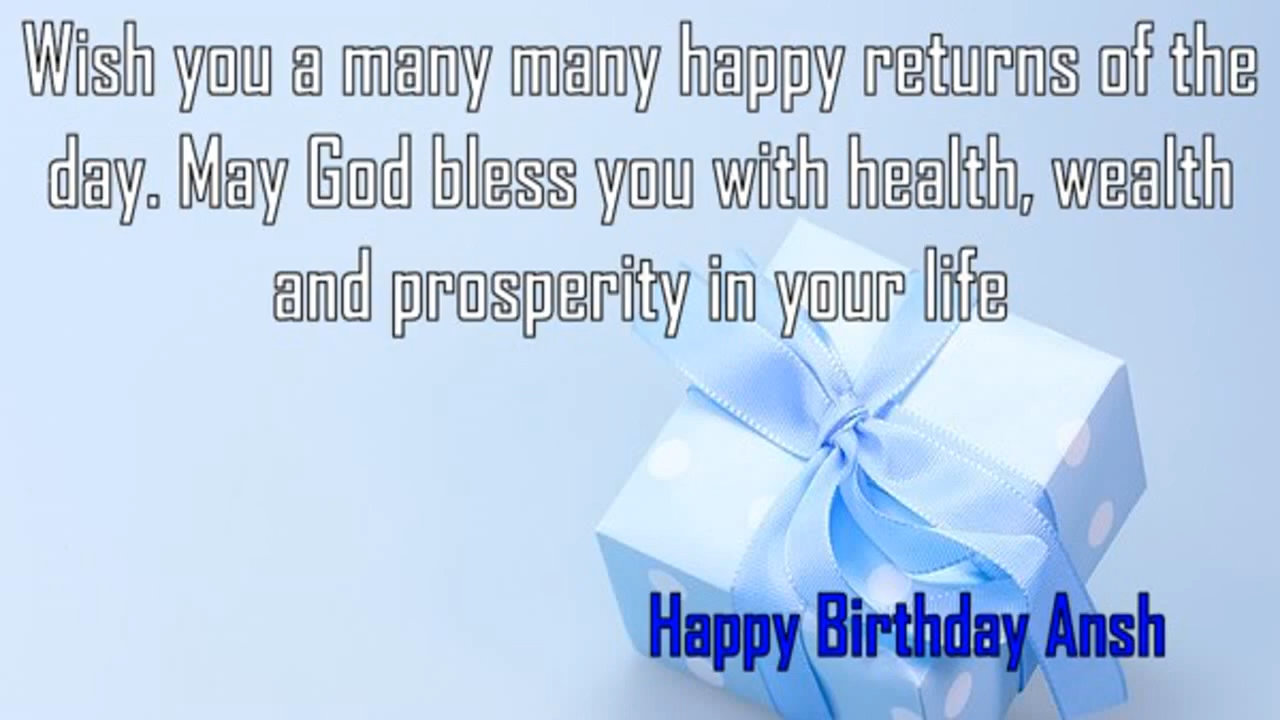 Wish you a many many happy returns of the
day. May God bless you with health, wealth
and prosperity in your life
Happy Birthday Ansh